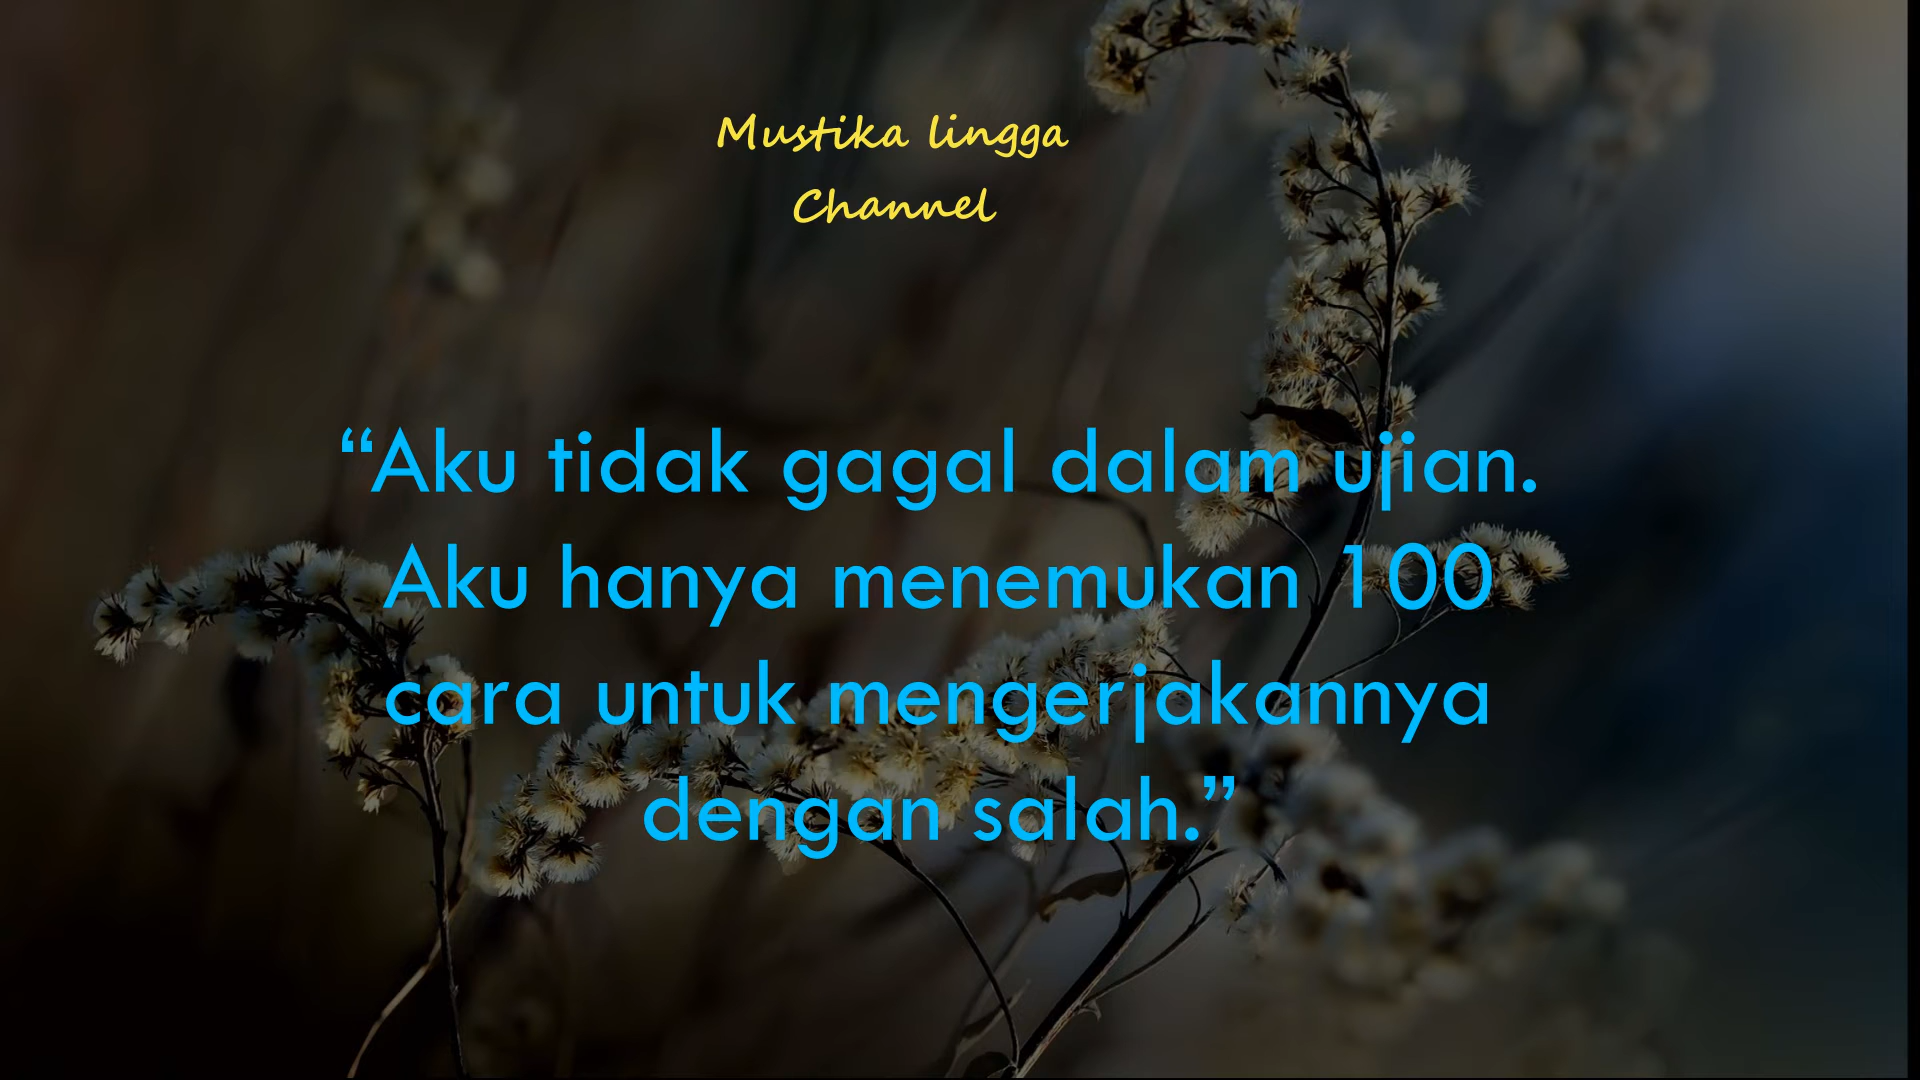 Mustika lingga
Channel
“Aku tidak gagal dalam ujian.
Aku hanya menemukan 100
cara untuk mengerjakannya
dengan salah.”